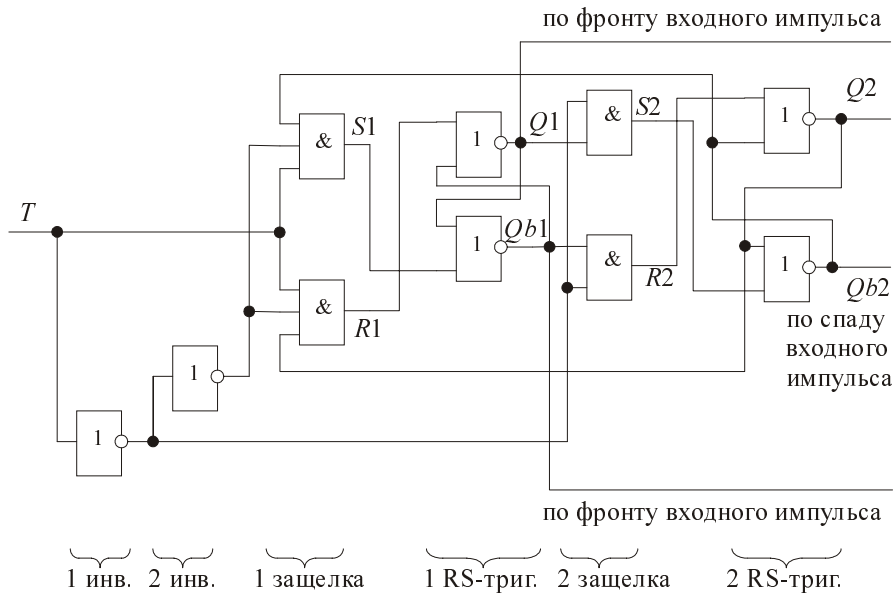 по фронту входного импульса
T
&
S1
R1
&
1
1
1
Q1
1
Qb1
&
S2
&
R2
1
Q2
1
Qb2
по спаду
входного
импульса
по фронту входного импульса
1 инв.
2 инв.
1 защелка
1 RS-триг.
2 защелка
2 RS-триг.